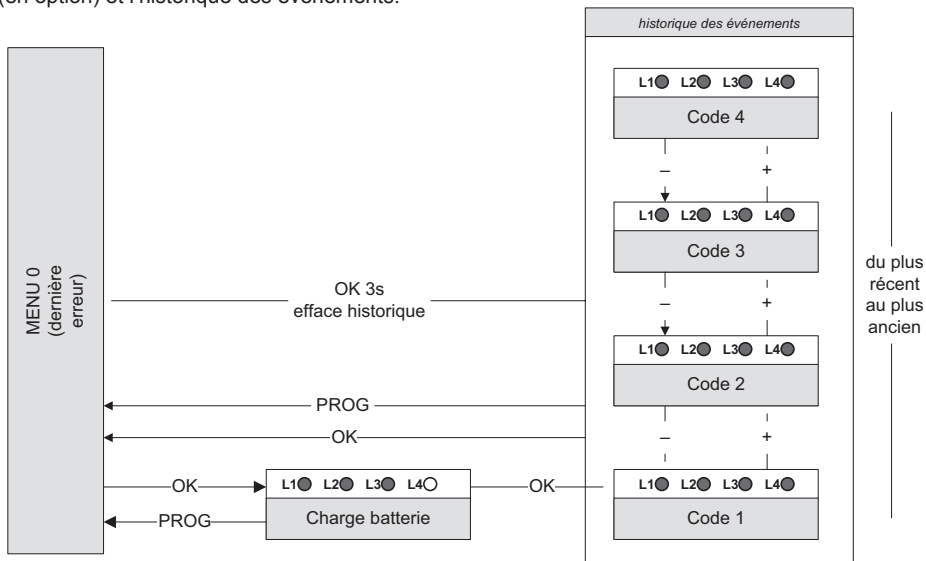 (en option) et l'historique des événements.
historique des événements
MENU 0
(dernière
erreur)
L1 L2 L3 L4
Code 4
– +
L1 L2 L3 L4
Code 3
– +
L1 L2 L3 L4
Code 2
– +
L1 L2 L3 L4
Code 1
du plus
récent
au plus
ancien
OK 3s
efface historique
PROG
OK
OK
L1 L2 L3 L4
Charge batterie
OK
PROG